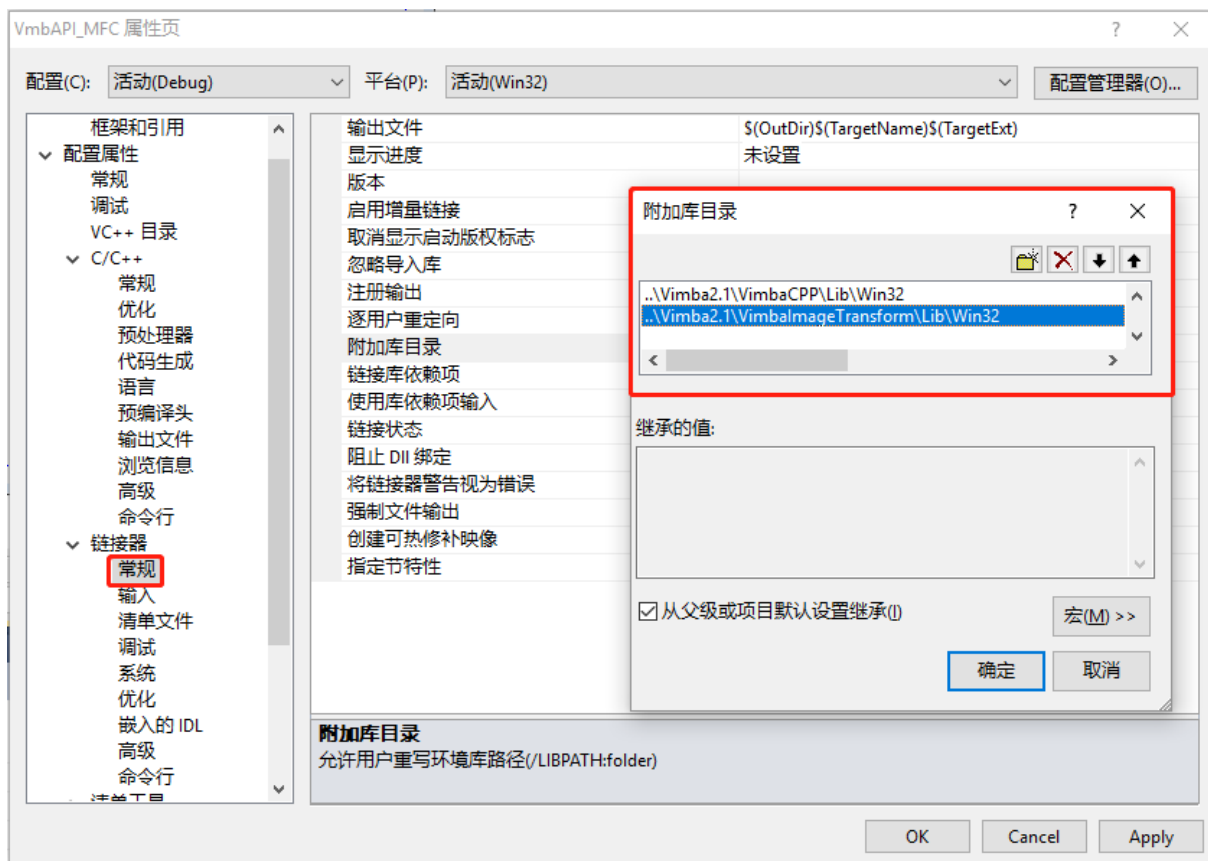 VmbAPI_MFC 属性页
?
配置(C):
活动(Debug)
平台(P):
活动(Win32)
配置管理器(O)...
框架和引用
配置属性
常规
调试
VC++ 目录
C/C++
常规
优化
预处理器
代码生成
语言
预编译头
输出文件
浏览信息
高级
命令行
链接器
常规
输入
清单文件
调试
系统
优化
嵌入的 IDL
高级
命令行
清单工具
输出文件
$(OutDir)$(TargetName)$(TargetExt)
显示进度
未设置
版本
启用增量链接
取消显示启动版权标志
忽略导入库
注册输出
逐用户重定向
附加库目录
链接库依赖项
使用库依赖项输入
链接状态
阻止 Dll 绑定
将链接器警告视为错误
强制文件输出
创建可热修补映像
指定节特性
附加库目录
?
..\Vimba2.1\VimbaCPP\Lib\Win32
..\Vimba2.1\VimbaImageTransform\Lib\Win32
继承的值:
从父级或项目默认设置继承(I)
宏(M) >>
确定
取消
附加库目录
允许用户重写环境库路径(/LIBPATH:folder)
OK
Cancel
Apply